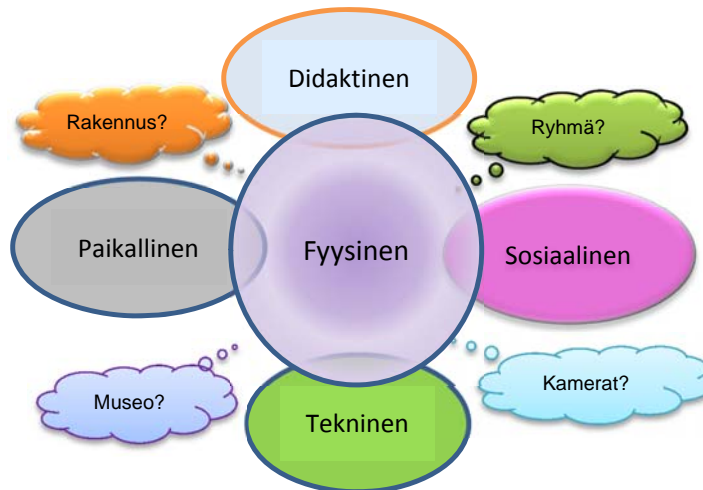 Didaktinen
Rakennus?
Ryhmä?
Paikallinen
Fyysinen
Sosiaalinen
Museo?
Kamerat?
Tekninen